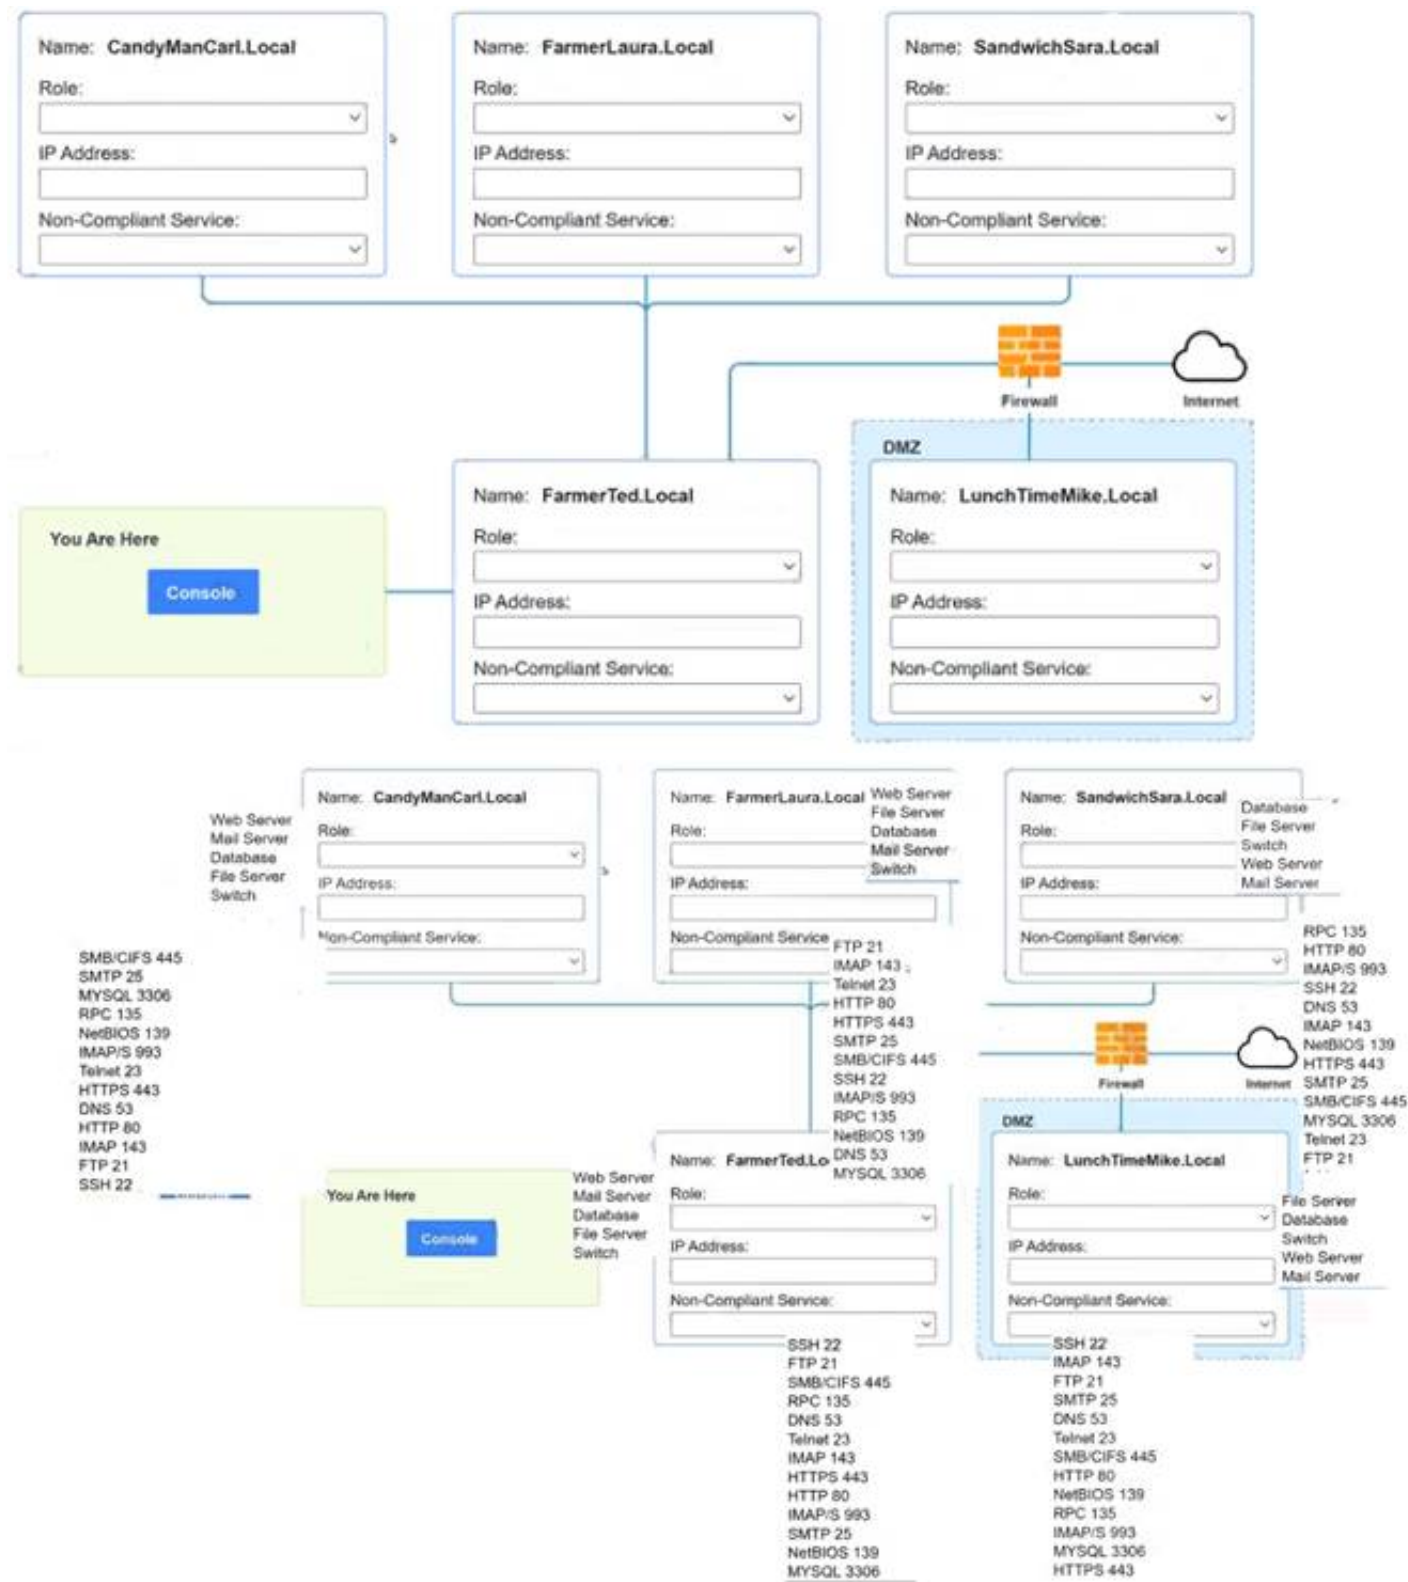 Name: CandyManCarl.Local
Role:
IP Address:
Non-Compliant Service:
Name: FarmerLaura.Local
Role:
IP Address:
Non-Compliant Service:
Name: SandwichSara.Local
Role:
IP Address:
Non-Compliant Service:
Firewall
Internet
You Are Here
Console
Name: FarmerTed.Local
Role:
IP Address:
Non-Compliant Service:
DMZ
Name: LunchTimeMike.Local
Role:
IP Address:
Non-Compliant Service:
Web Server
Mail Server
Database
File Server
Switch
Name: CandyManCarl.Local
Role:
IP Address:
Non-Compliant Service:
SMB/CIFS 445
SMTP 25
MYSQL 3306
RPC 135
NetBIOS 139
IMAP/S 993
Telnet 23
HTTPS 443
DNS 53
HTTP 80
IMAP 143
FTP 21
SSH 22
Name: FarmerLaura.Local
Role:
IP Address:
Non-Compliant Service
Web Server
File Server
Database
Mail Server
Switch
FTP 21
IMAP 143
Telnet 23
HTTP 80
HTTPS 443
SMTP 25
SMB/CIFS 445
SSH 22
IMAP/S 993
RPC 135
NetBIOS 139
DNS 53
MYSQL 3306
Name: SandwichSara.Local
Role:
IP Address:
Non-Compliant Service:
Database
File Server
Switch
Web Server
Mail Server
RPC 135
HTTP 80
IMAP/S 993
SSH 22
DNS 53
IMAP 143
NetBIOS 139
HTTPS 443
SMTP 25
SMB/CIFS 445
MYSQL 3306
Telnet 23
FTP 21
Firewall
Internet
You Are Here
Console
Web Server
Mail Server
Database
File Server
Switch
Name: FarmerTed.Lo
Role:
IP Address:
Non-Compliant Service:
SSH 22
FTP 21
SMB/CIFS 445
RPC 135
DNS 53
Telnet 23
IMAP 143
HTTPS 443
HTTP 80
IMAP/S 993
SMTP 25
NetBIOS 139
MYSQL 3306
DMZ
Name: LunchTimeMike.Local
Role:
IP Address:
Non-Compliant Service:
File Server
Database
Switch
Web Server
Mail Server
SSH 22
IMAP 143
FTP 21
SMTP 25
DNS 53
Telnet 23
SMB/CIFS 445
HTTP 80
NetBIOS 139
RPC 135
IMAP/S 993
MYSQL 3306
HTTPS 443